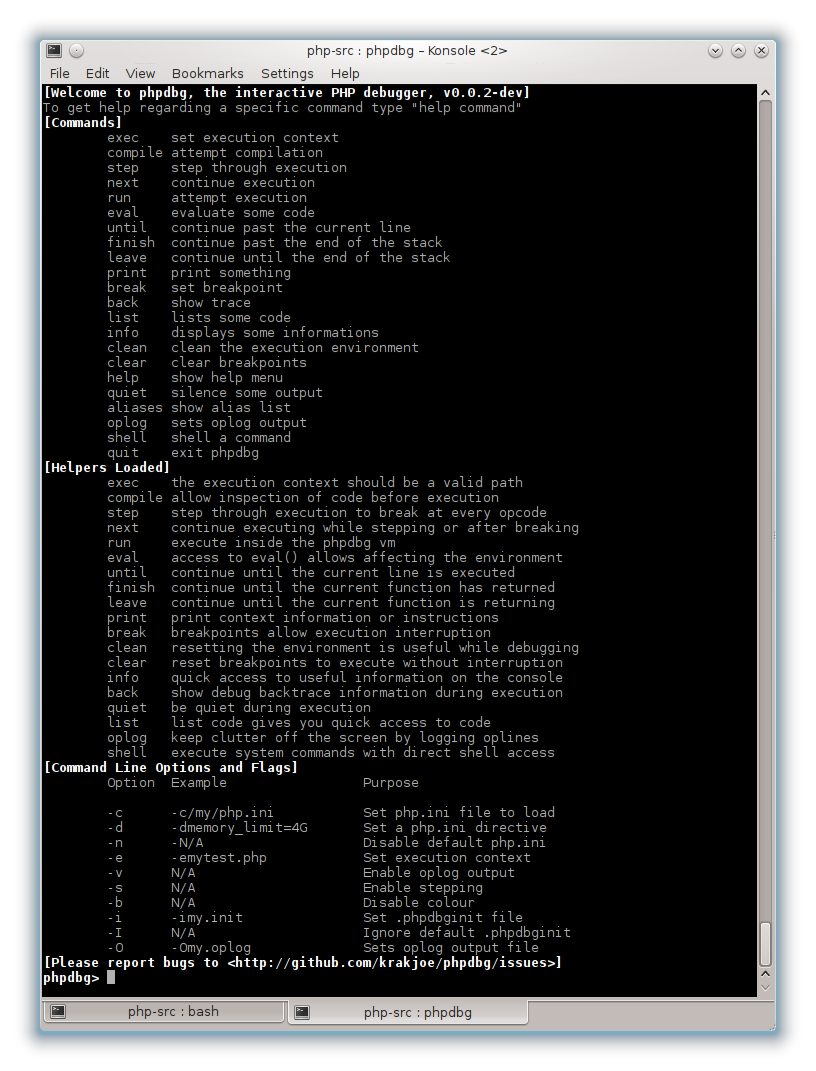 php-src : phpdbg – Konsole <2>
File Edit View Bookmarks Settings Help
[Welcome to phpdbg, the interactive PHP debugger, v0.0.2-dev]
To get help regarding a specific command type "help command"
[Commands]
exec set execution context
compile attempt compilation
step step through execution
next continue execution
run attempt execution
eval evaluate some code
until continue past the current line
finish continue past the end of the stack
leave continue until the end of the stack
print print something
break set breakpoint
back show trace
list lists some code
info displays some informations
clean clean the execution environment
clear clear breakpoints
help show help menu
quiet silence some output
aliases show alias list
oplog sets oplog output
shell shell a command
quit exit phpdbg
[Helpers Loaded]
exec the execution context should be a valid path
compile allow inspection of code before execution
step step through execution to break at every opcode
next continue executing while stepping or after breaking
run execute inside the phpdbg vm
eval access to eval() allows affecting the environment
until continue until the current line is executed
finish continue until the current function has returned
leave continue until the current function is returning
print print context information or instructions
break breakpoints allow execution interruption
clean resetting the environment is useful while debugging
clear reset breakpoints to execute without interruption
info quick access to useful information on the console
back show debug backtrace information during execution
quiet be quiet during execution
list list code gives you quick access to code
oplog keep clutter off the screen by logging oplines
shell execute system commands with direct shell access
[Command Line Options and Flags]
Option Example Purpose
-c -c/my/php.ini Set php.ini file to load
-d -dmemory_limit=4G Set a php.ini directive
-n -N/A Disable default php.ini
-e -emytest.php Set execution context
-v N/A Enable oplog output
-s N/A Enable stepping
-b N/A Disable colour
-i -imy.init Set .phpdbginit file
-I N/A Ignore default .phpdbginit
-O -Omy.oplog Sets oplog output file
[Please report bugs to <http://github.com/krakjoe/phpdbg/issues>]
phpdbg>
php-src : bash php-src : phpdbg